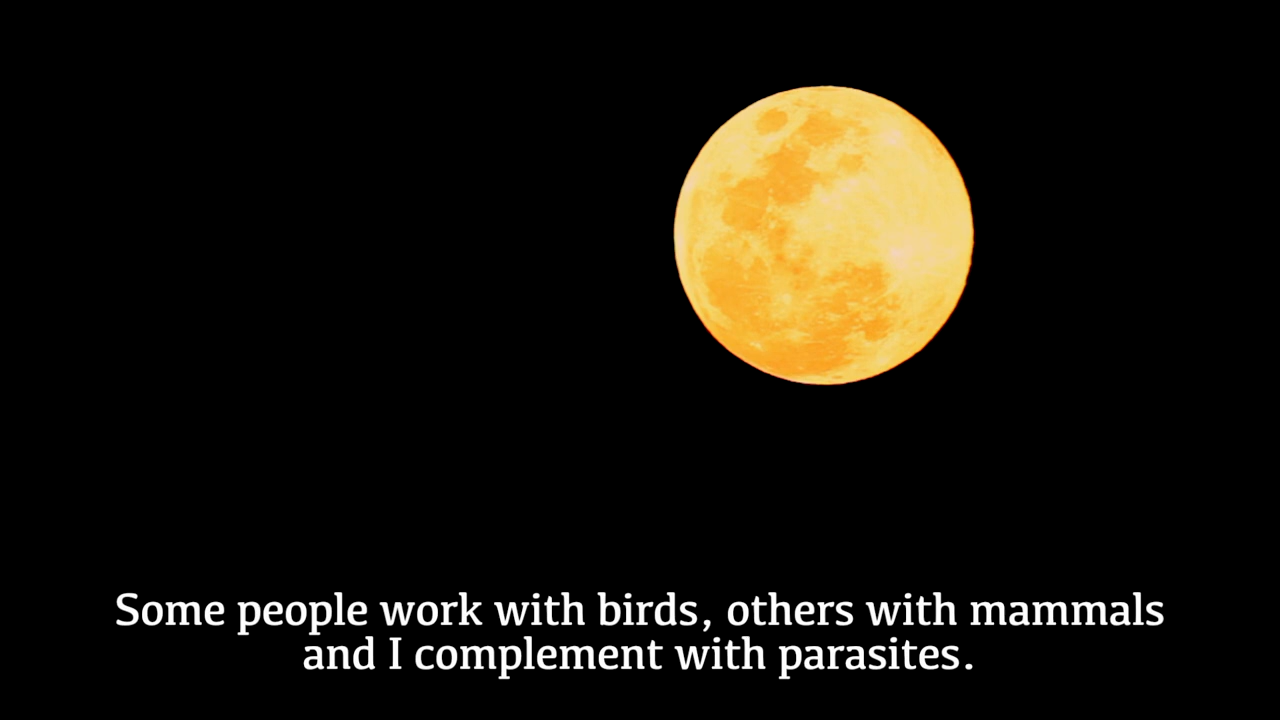 Some people work with birds, others with mammals
and I complement with parasites.